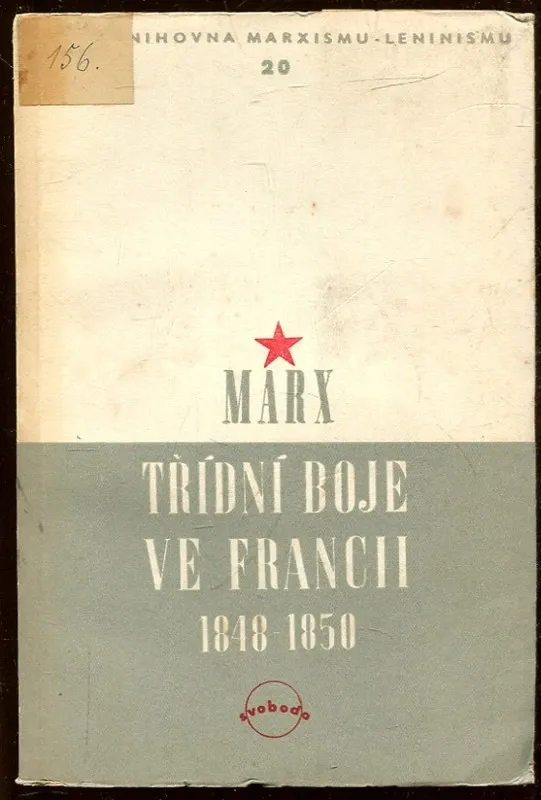 156.
NIHOVNA MARXISMU-LENINISMU
20
MARX
TŘÍDNÍ BOJE
VE FRANCII
1848-1850
svoboda